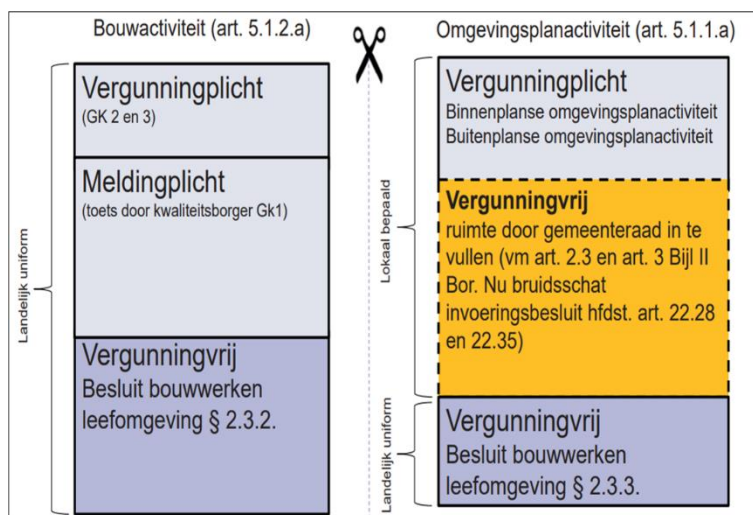 Bouwactiviteit (art. 5.1.2.a)
Landelijk uniform
Vergunningplicht
(GK 2 en 3)
Meldingplicht
(toets door kwaliteitsborger Gk1)
Vergunningvrij
Besluit bouwwerken
leefomgeving § 2.3.2.
Omgevingsplanactiviteit (art. 5.1.1.a)
Lokaal bepaald
Vergunningplicht
Binnenplanse omgevingsplanactiviteit
Buitenplanse omgevingsplanactiviteit
Vergunningvrij
ruimte door gemeenteraad in te
vullen (vm art. 2.3 en art. 3 Bijl II
Bor. Nu bruidsschat
invoeringsbesluit hfdst. art. 22.28
en 22.35)
Landelijk uniform
Vergunningvrij
Besluit bouwwerken
leefomgeving § 2.3.3.